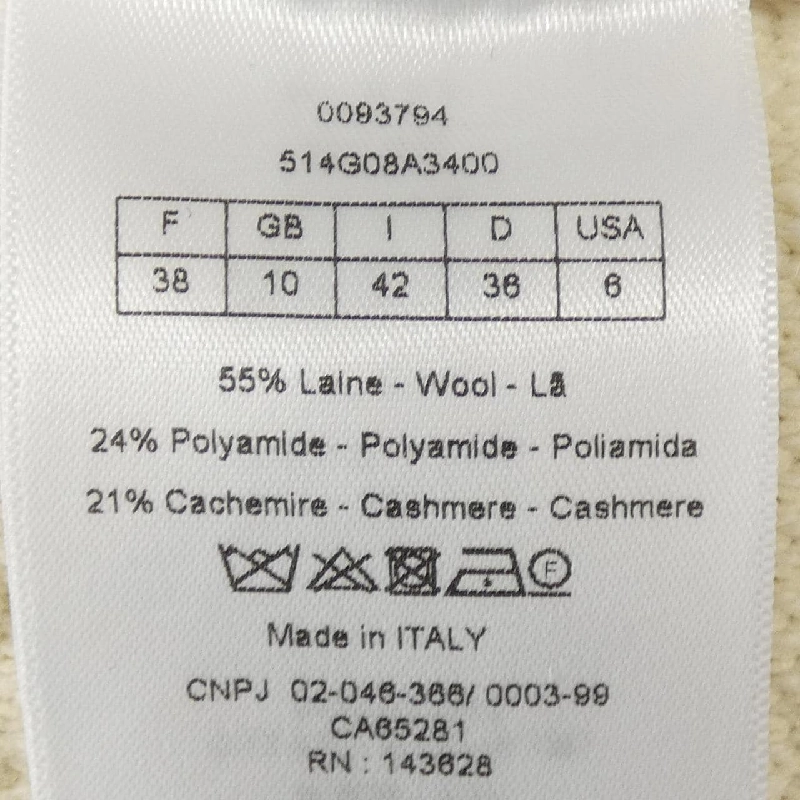 0093794
514G08A3400
F GB I D USA
38 10 42 36 6
55% Laine - Wool - Lã
24% Polyamide - Polyamide - Poliamida
21% Cachemire - Cashmere - Cashmere
F
Made in ITALY
CNPJ 02-046-366/ 0003-99
CA65281
RN : 143628